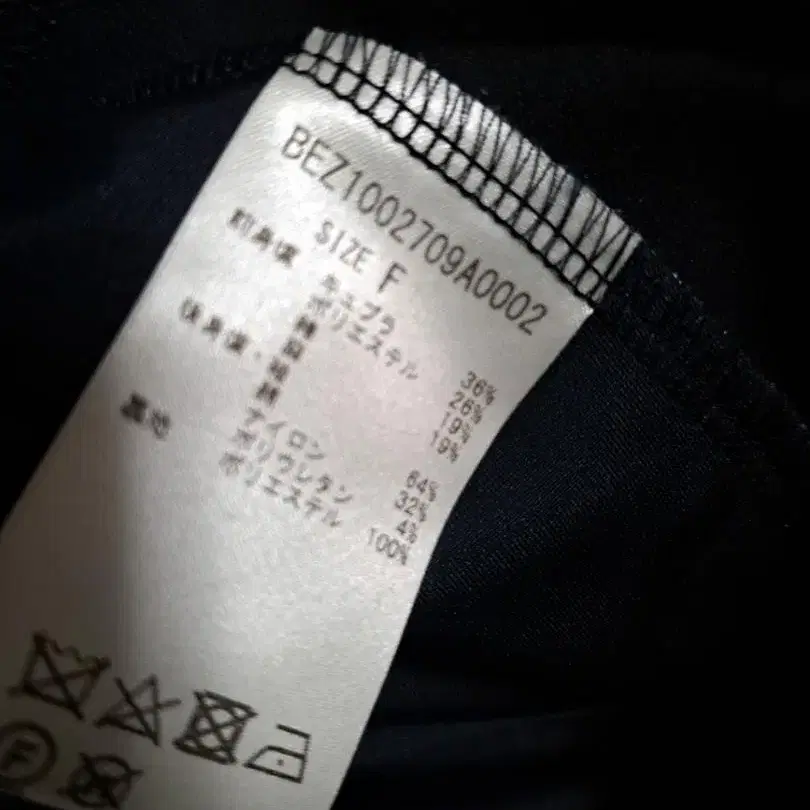 BEZ1002709A0002
SIZE F
前身頃 キュプラ 36%
ポリエステル 26%
綿 19%
19%
後身頃・袖 綿 64%
ナイロン 32%
ポリウレタン 4%
裏地 ポリエステル 100%
F